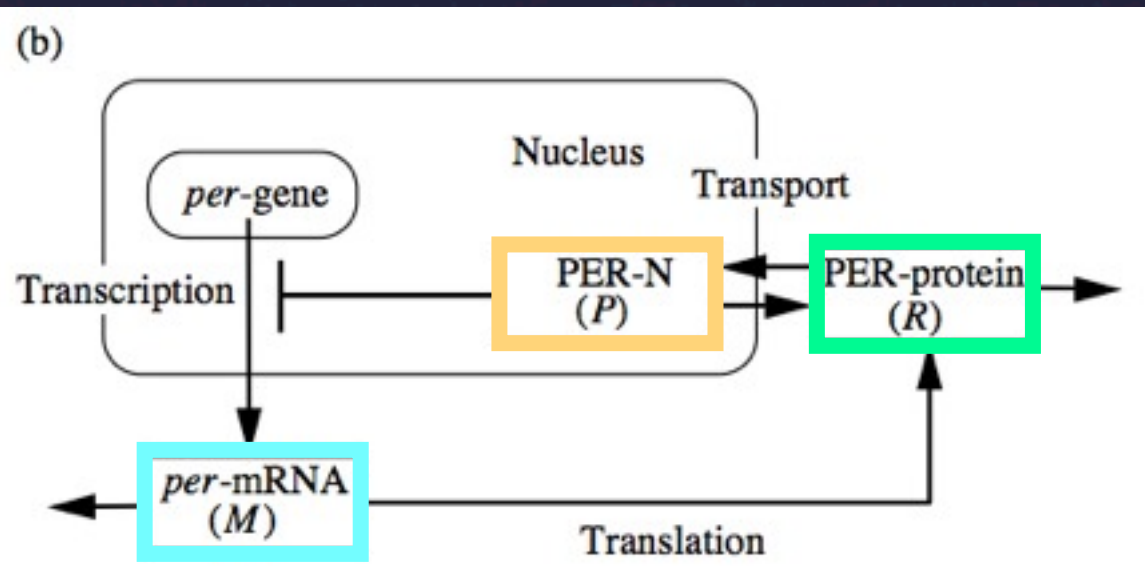 (b)
Nucleus
per-gene
Transport
Transcription
PER-N
(P)
PER-protein
(R)
per-mRNA
(M)
Translation